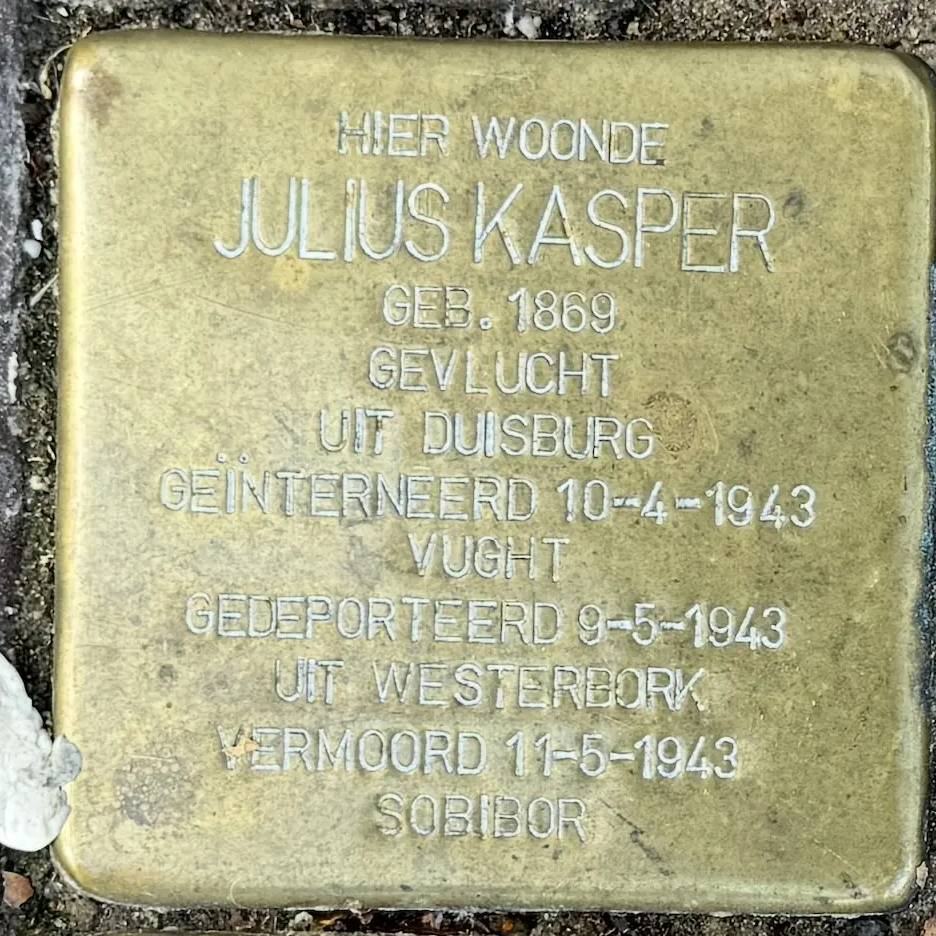 HIER WOONDE
JULIUS KASPER
GEB. 1869
GEVLUCHT
UIT DUISBURG
GEÏNTERNEERD 10-4-1943
VUGHT
GEDEPORTEERD 9-5-1943
UIT WESTERBORK
VERMOORD 11-5-1943
SOBIBOR